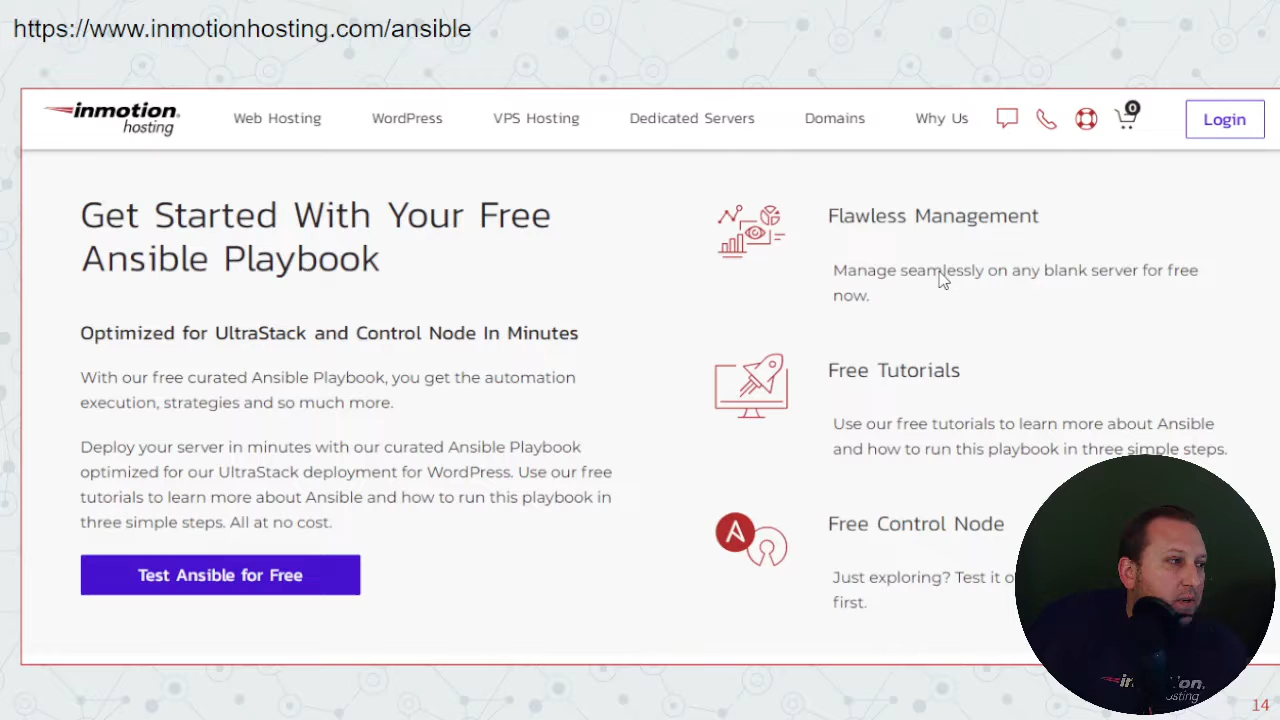 https://www.inmotionhosting.com/ansible
inmotion hosting
Web Hosting
WordPress
VPS Hosting
Dedicated Servers
Domains
Why Us
0
Login
Get Started With Your Free
Ansible Playbook
Optimized for UltraStack and Control Node In Minutes
With our free curated Ansible Playbook, you get the automation
execution, strategies and so much more.
Deploy your server in minutes with our curated Ansible Playbook
optimized for our UltraStack deployment for WordPress. Use our free
tutorials to learn more about Ansible and how to run this playbook in
three simple steps. All at no cost.
Test Ansible for Free
Flawless Management
Manage seamlessly on any blank server for free
now.
Free Tutorials
Use our free tutorials to learn more about Ansible
and how to run this playbook in three simple steps.
A
Free Control Node
Just exploring? Test it
first.
hosting
14